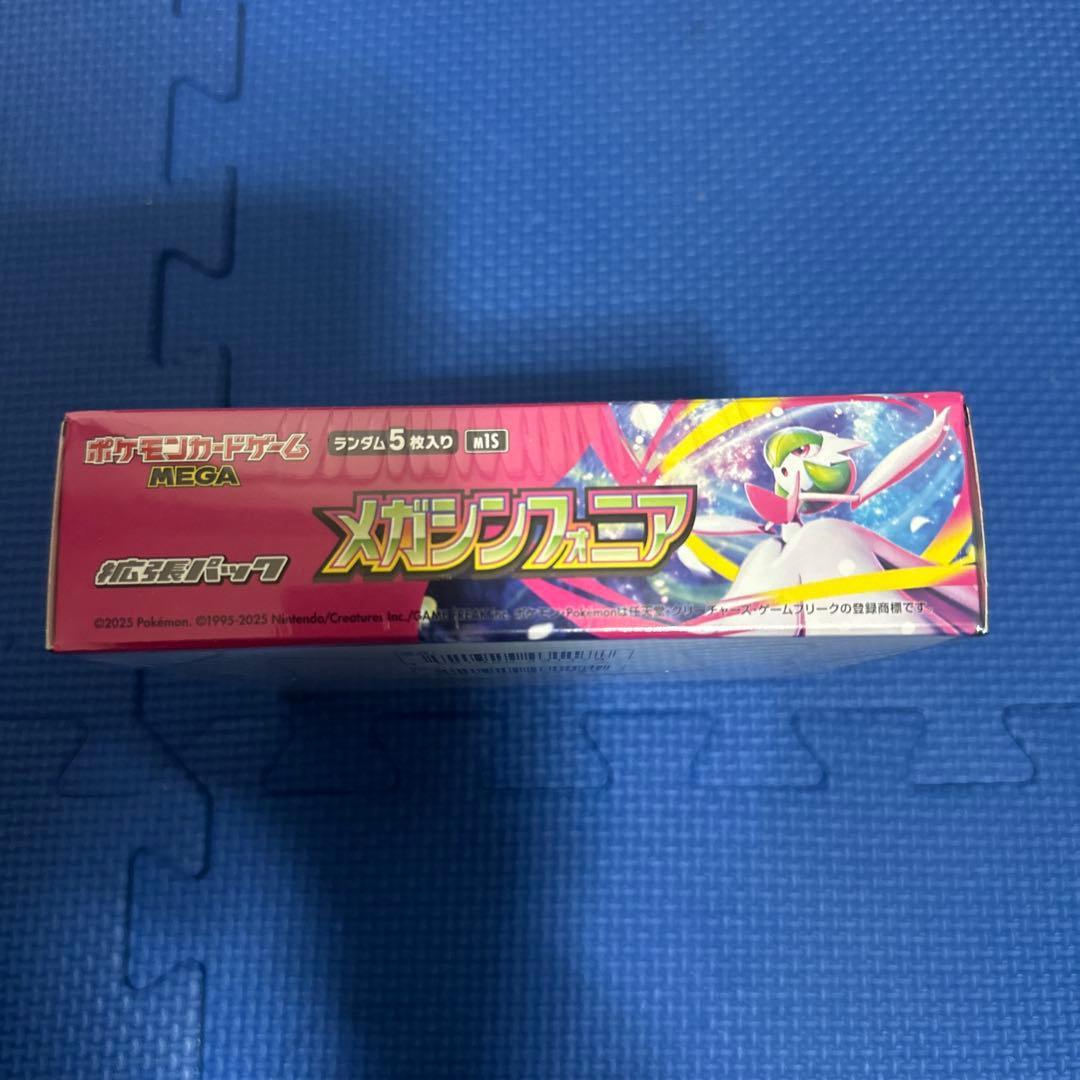 ポケモンカードゲーム
MEGA
ランダム5枚入り
M1S
メガシンフォニア
拡張パック
©2025 Pokémon. ©1995-2025 Nintendo/Creatures Inc./GAME FREAK inc. ポケモン・Pokémonは任天堂・クリーチャーズ・ゲームフリークの登録商標です。